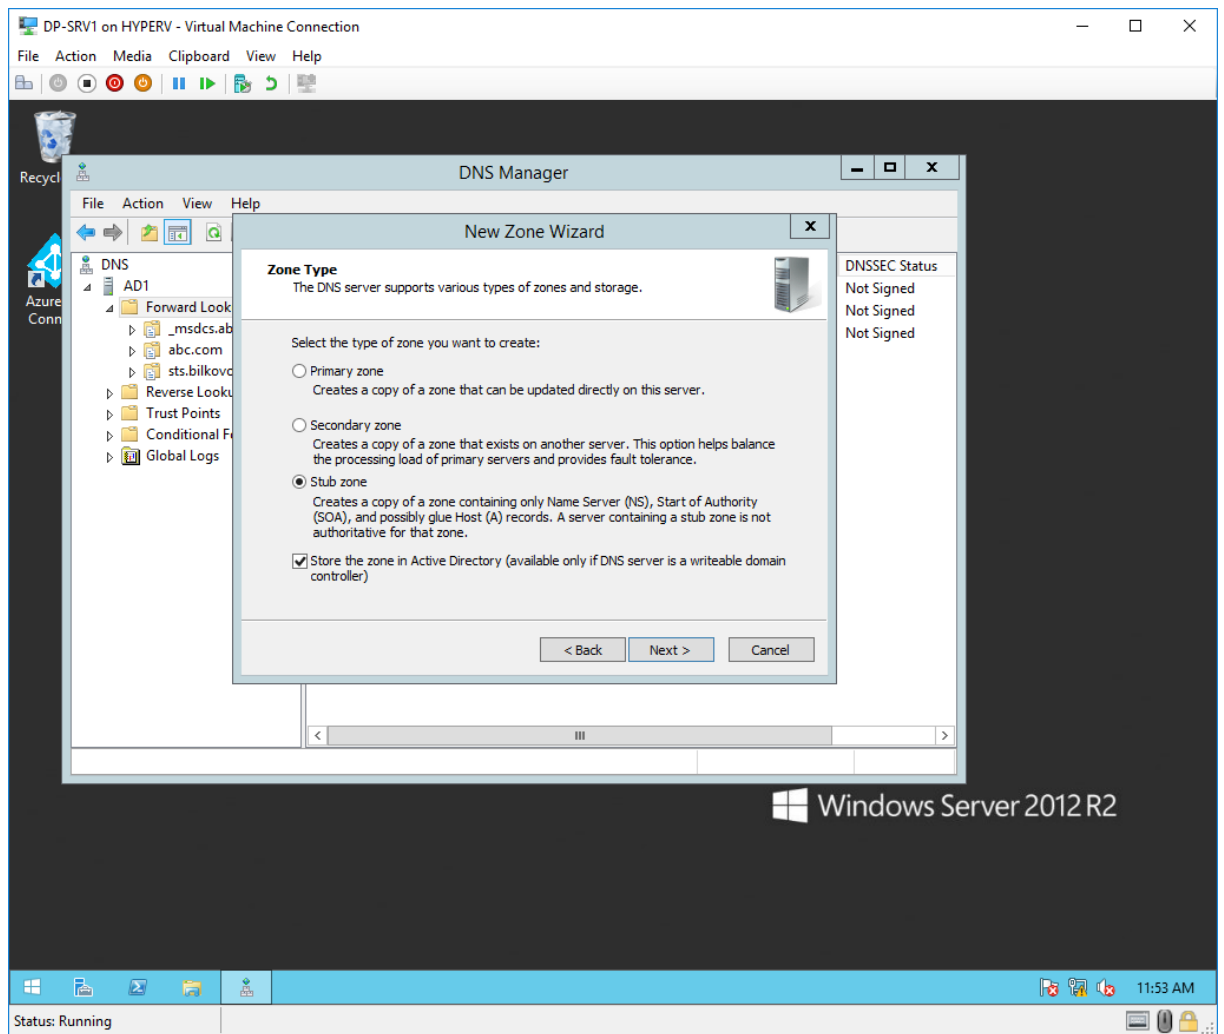 DP-SRV1 on HYPERV - Virtual Machine Connection
File Action Media Clipboard View Help
Recycl
DNS Manager
File Action View Help
New Zone Wizard
DNS
AD1
Forward Look
_msdcs.ab
abc.com
sts.bilkovo
Reverse Looku
Trust Points
Conditional F
Global Logs
Azure
Conn
Zone Type
The DNS server supports various types of zones and storage.
Select the type of zone you want to create:
Primary zone
Creates a copy of a zone that can be updated directly on this server.
Secondary zone
Creates a copy of a zone that exists on another server. This option helps balance
the processing load of primary servers and provides fault tolerance.
Stub zone
Creates a copy of a zone containing only Name Server (NS), Start of Authority
(SOA), and possibly glue Host (A) records. A server containing a stub zone is not
authoritative for that zone.
Store the zone in Active Directory (available only if DNS server is a writeable domain
controller)
< Back Next > Cancel
DNSSEC Status
Not Signed
Not Signed
Not Signed
Windows Server 2012 R2
11:53 AM
Status: Running